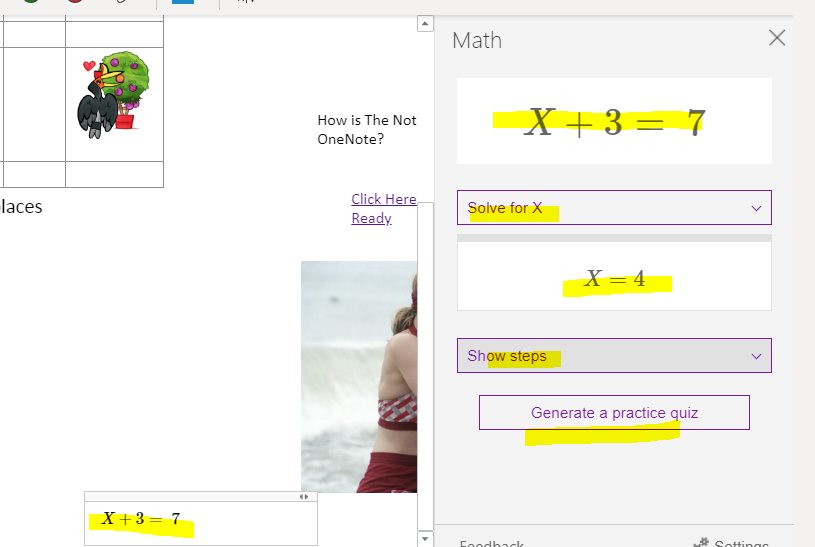 How is The Not
OneNote?
laces
Click Here
Ready
X + 3 = 7
Math
X + 3 = 7
Solve for X
X = 4
Show steps
Generate a practice quiz
Feedback
Settings